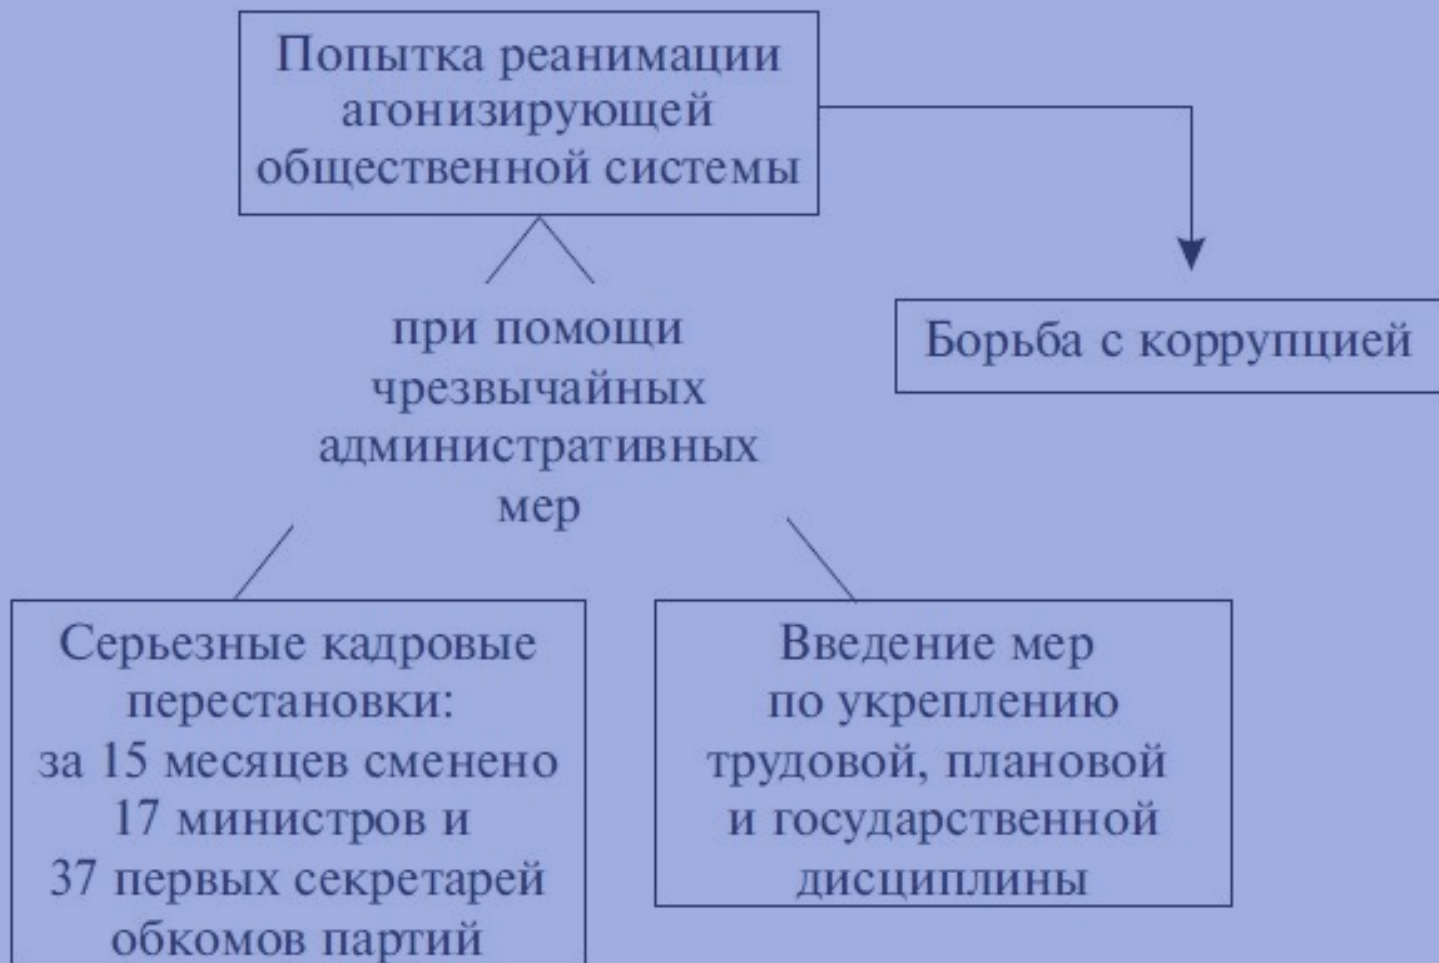 Попытка реанимации
агонизирующей
общественной системы
при помощи
чрезвычайных
административных
мер
Борьба с коррупцией
Серьезные кадровые
перестановки:
за 15 месяцев сменено
17 министров и
37 первых секретарей
обкомов партий
Введение мер
по укреплению
трудовой, плановой
и государственной
дисциплины